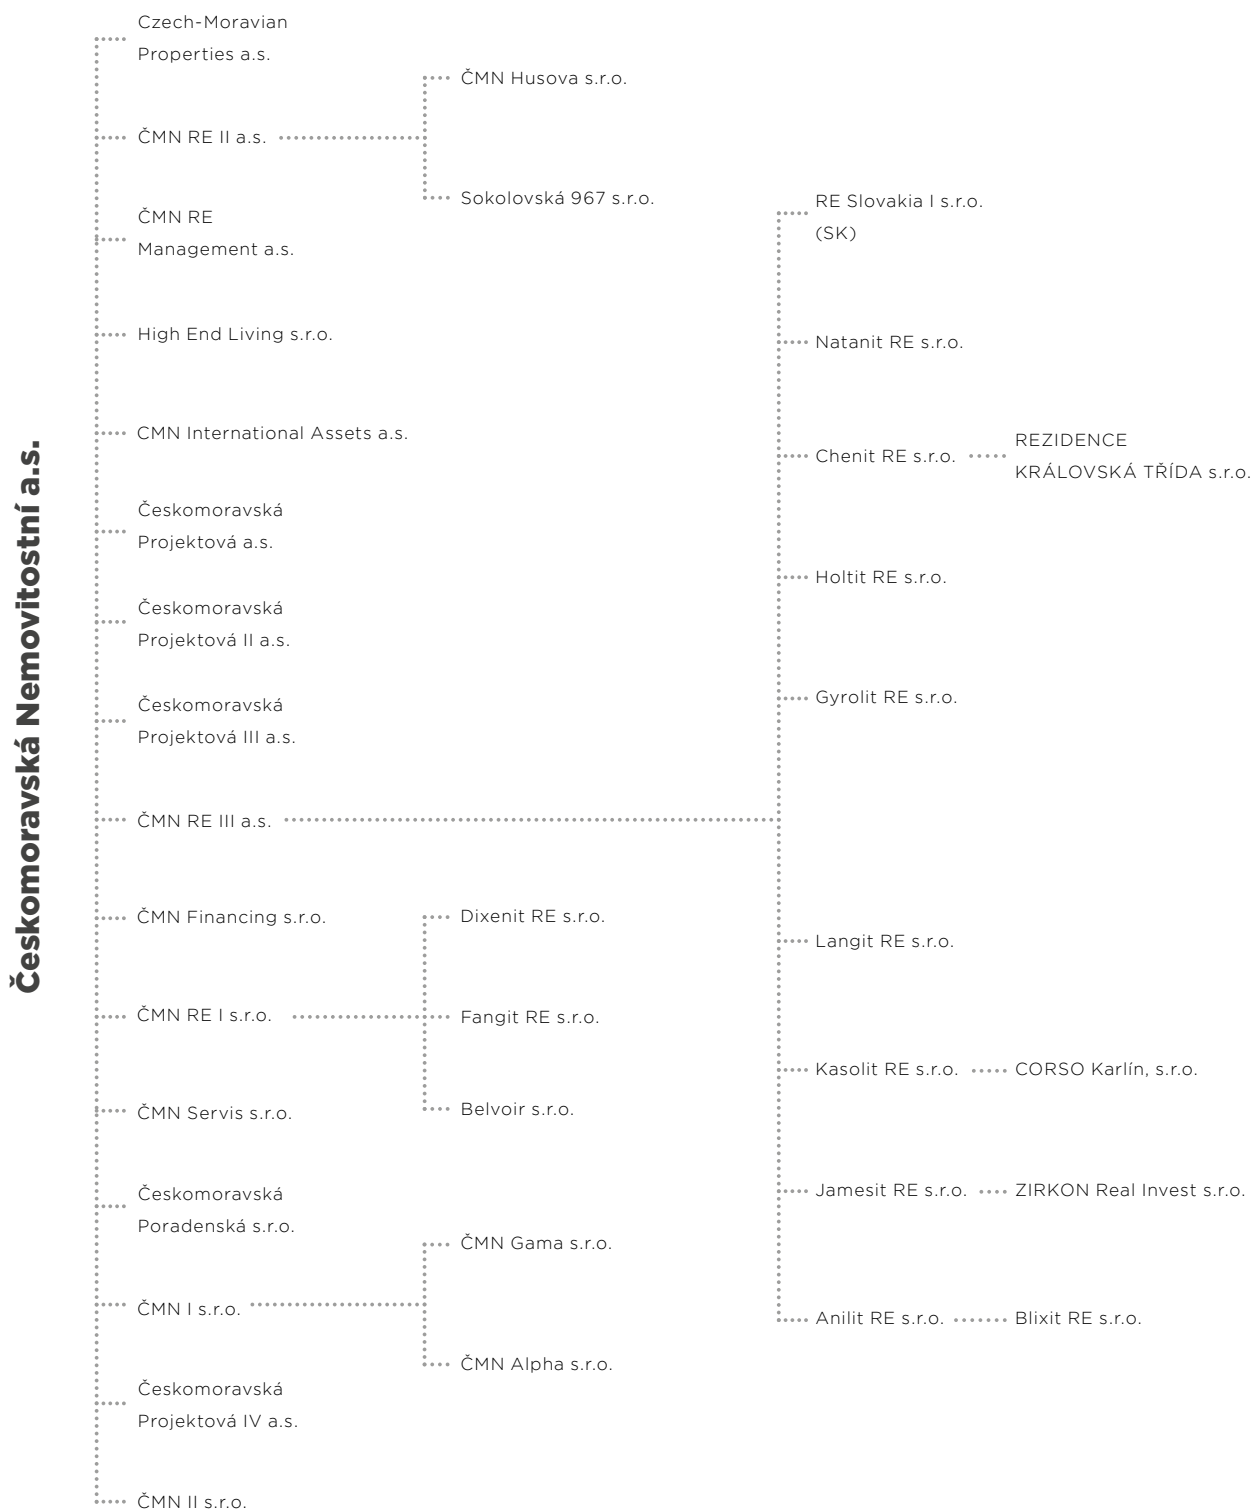 Českomoravská Nemovitostní a.s.
Czech-Moravian
Properties a.s.
ČMN RE II a.s.
ČMN RE
Management a.s.
High End Living s.r.o.
CMN International Assets a.s.
Českomoravská
Projektová a.s.
Českomoravská
Projektová II a.s.
Českomoravská
Projektová III a.s.
ČMN RE III a.s.
ČMN Financing s.r.o.
ČMN RE I s.r.o.
ČMN Servis s.r.o.
Českomoravská
Poradenská s.r.o.
ČMN I s.r.o.
Českomoravská
Projektová IV a.s.
ČMN II s.r.o.
ČMN Husova s.r.o.
Sokolovská 967 s.r.o.
Dixenit RE s.r.o.
Fangit RE s.r.o.
Belvoir s.r.o.
ČMN Gama s.r.o.
ČMN Alpha s.r.o.
RE Slovakia I s.r.o.
(SK)
Natanit RE s.r.o.
Chenit RE s.r.o.
Holtit RE s.r.o.
Gyrolit RE s.r.o.
Langit RE s.r.o.
Kasolit RE s.r.o.
Jamesit RE s.r.o.
Anilit RE s.r.o.
REZIDENCE
KRÁLOVSKÁ TŘÍDA s.r.o.
CORSO Karlín, s.r.o.
ZIRKON Real Invest s.r.o.
Blixit RE s.r.o.